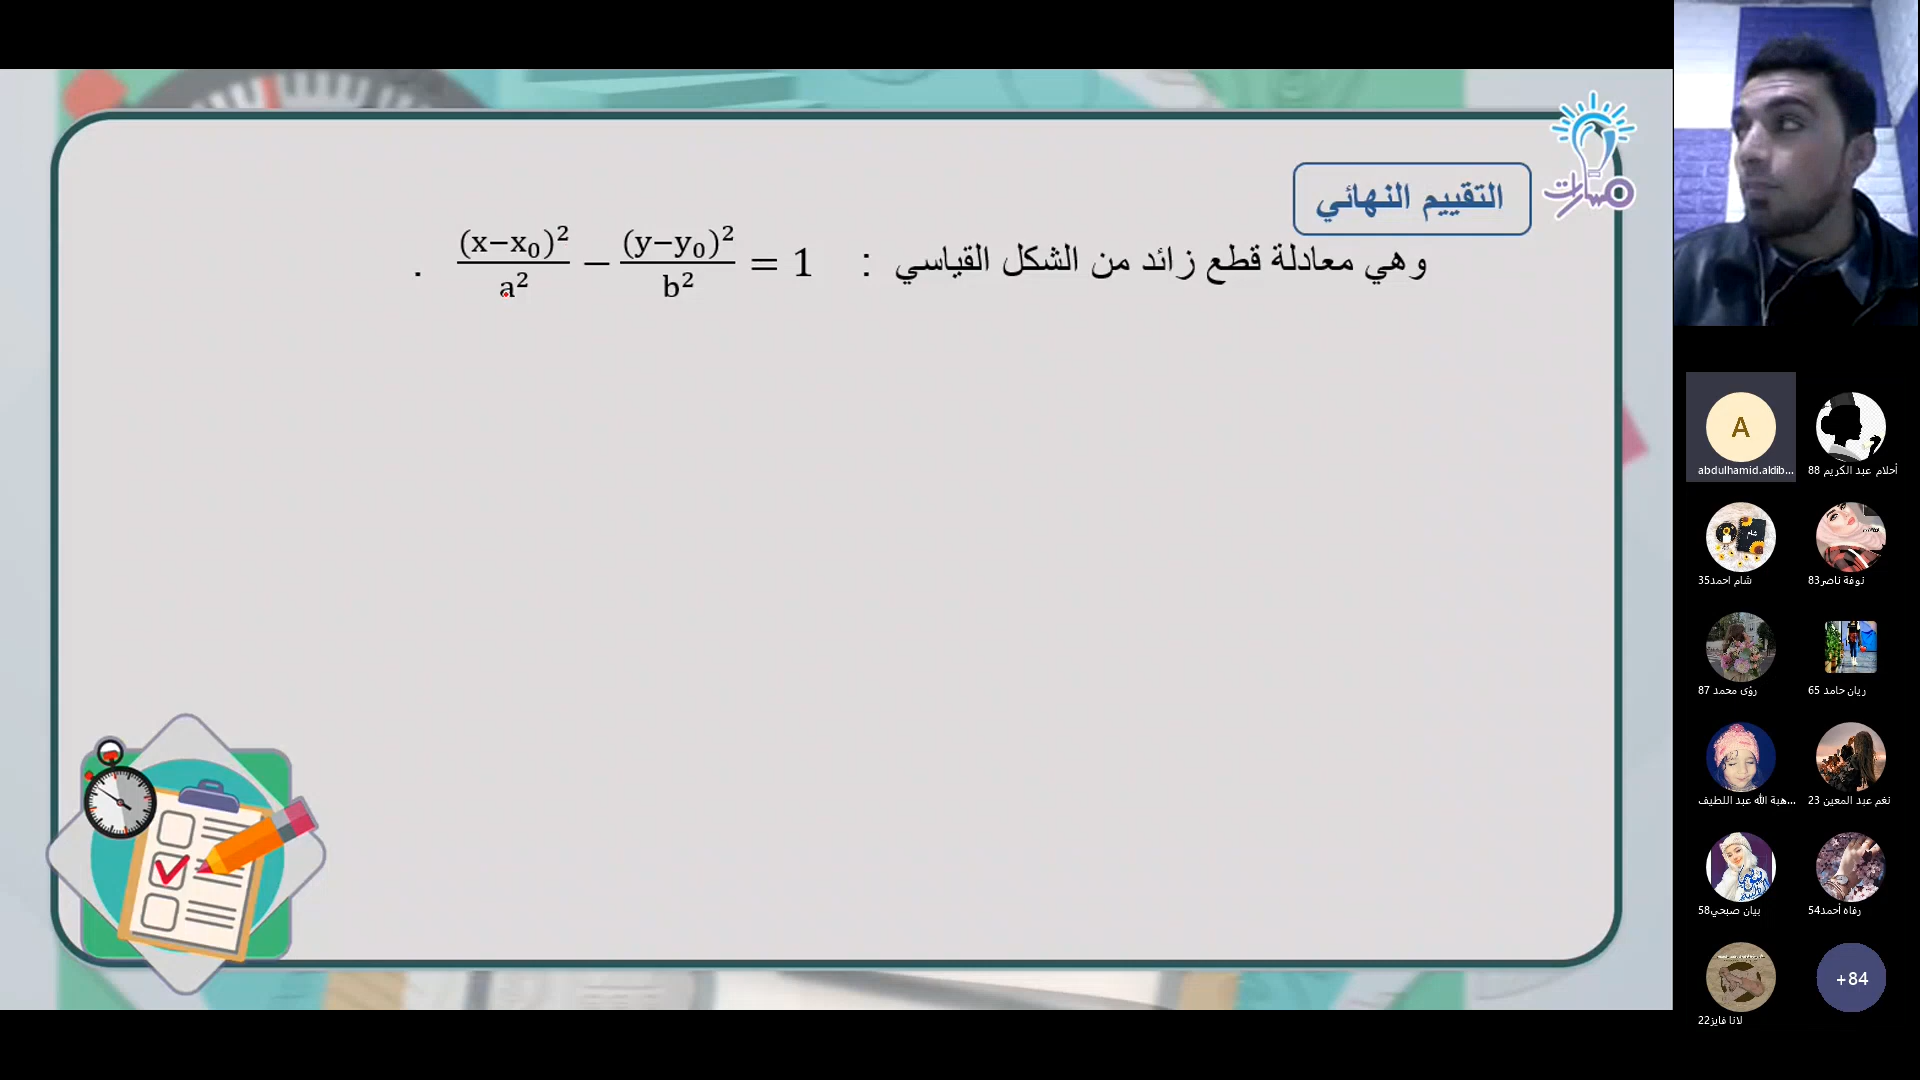 مسارات
التقييم النهائي
وهي معادلة قطع زائد من الشكل القياسي : (x−x₀)²/a² − (y−y₀)²/b² = 1 .
A
abdulhamid.aldib...
أحلام عبد الكريم 88
شام احمد35
نوفة ناصر83
رؤى محمد 87
ريان حامد 65
هبة الله عبد اللطيف...
نغم عبد المعين 23
بيان صبحي58
رفاه أحمد54
لانا فايز22
+84